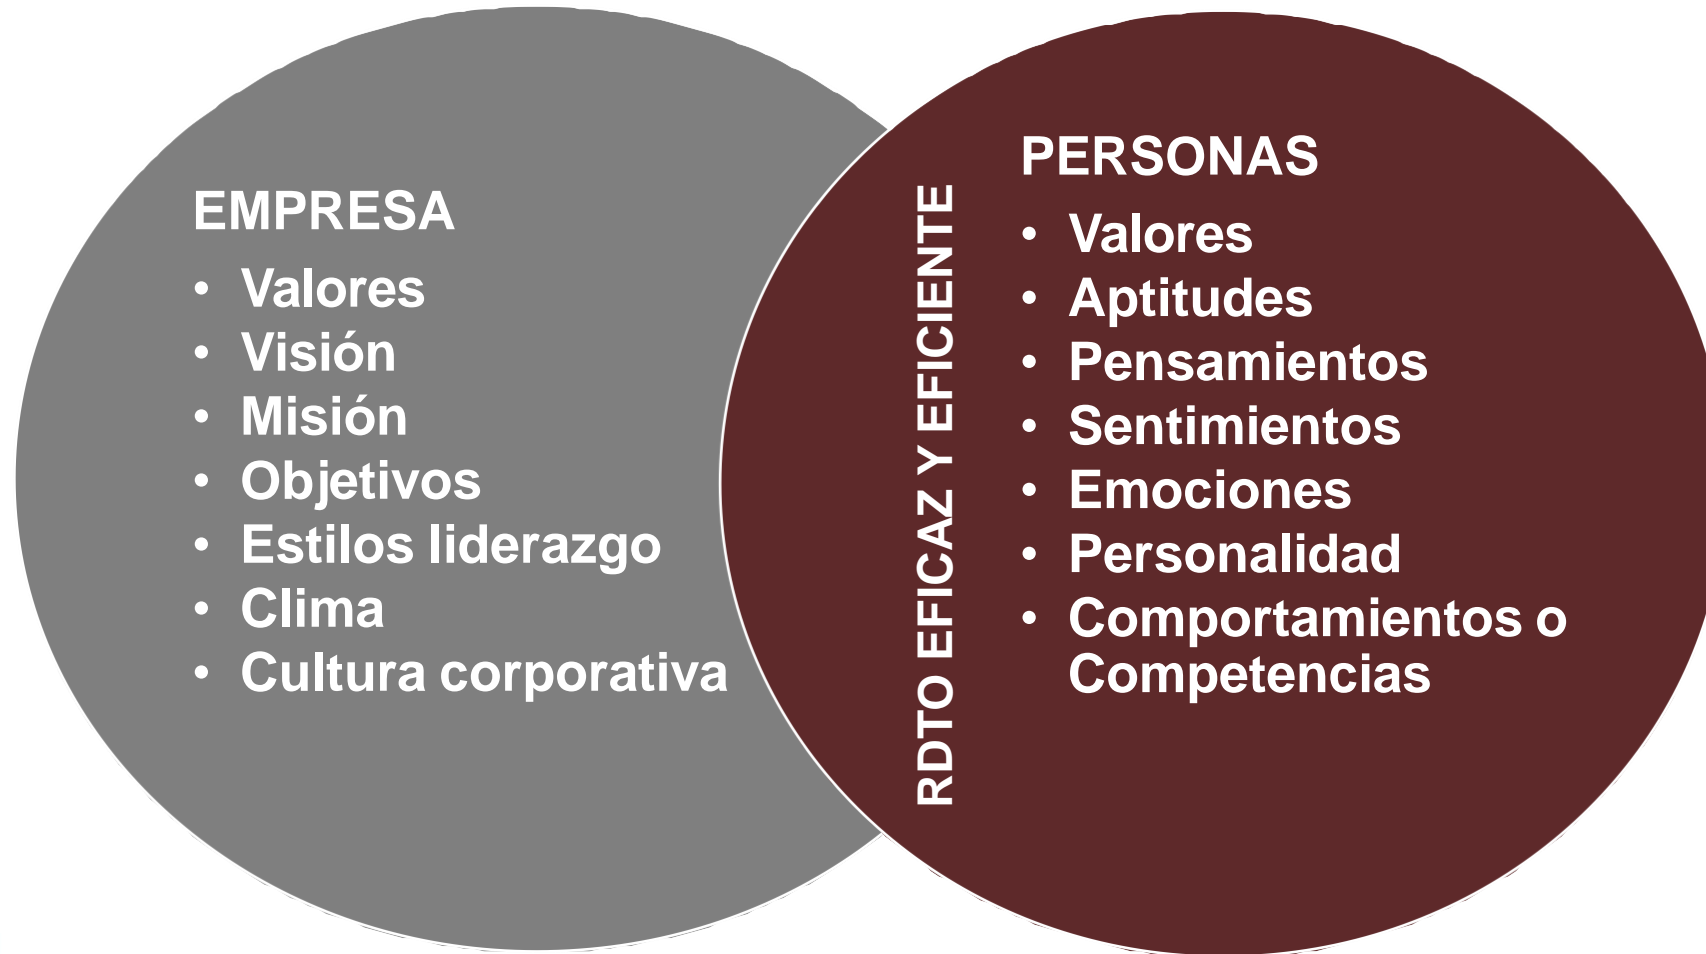 EMPRESA
• Valores
• Visión
• Misión
• Objetivos
• Estilos liderazgo
• Clima
• Cultura corporativa
RDTO EFICAZ Y EFICIENTE
PERSONAS
• Valores
• Aptitudes
• Pensamientos
• Sentimientos
• Emociones
• Personalidad
• Comportamientos o
Competencias